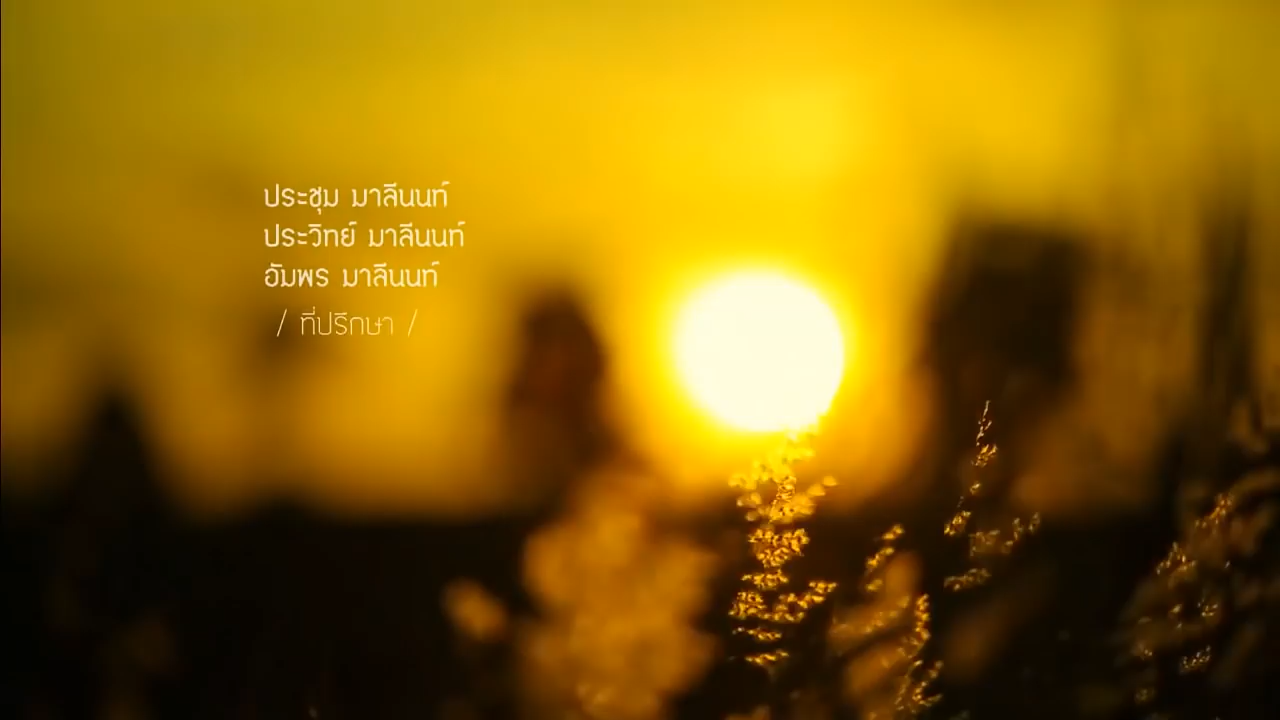 ประชุม มาลีนนท์
ประวิทย์ มาลีนนท์
อัมพร มาลีนนท์
/ ที่ปรึกษา /